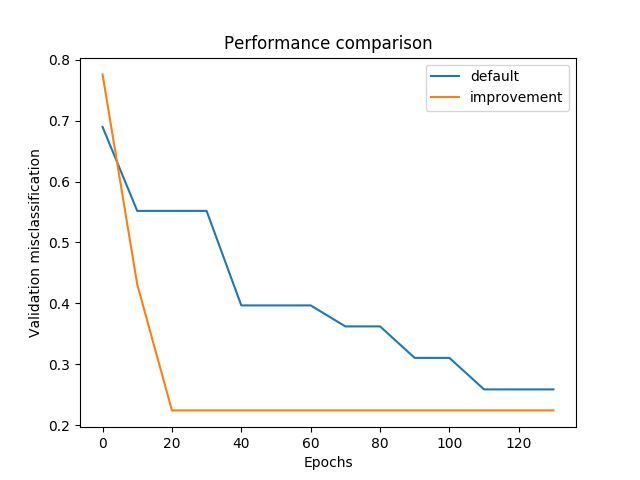 Performance comparison
default
improvement
Validation misclassification
0.8
0.7
0.6
0.5
0.4
0.3
0.2
0 20 40 60 80 100 120
Epochs